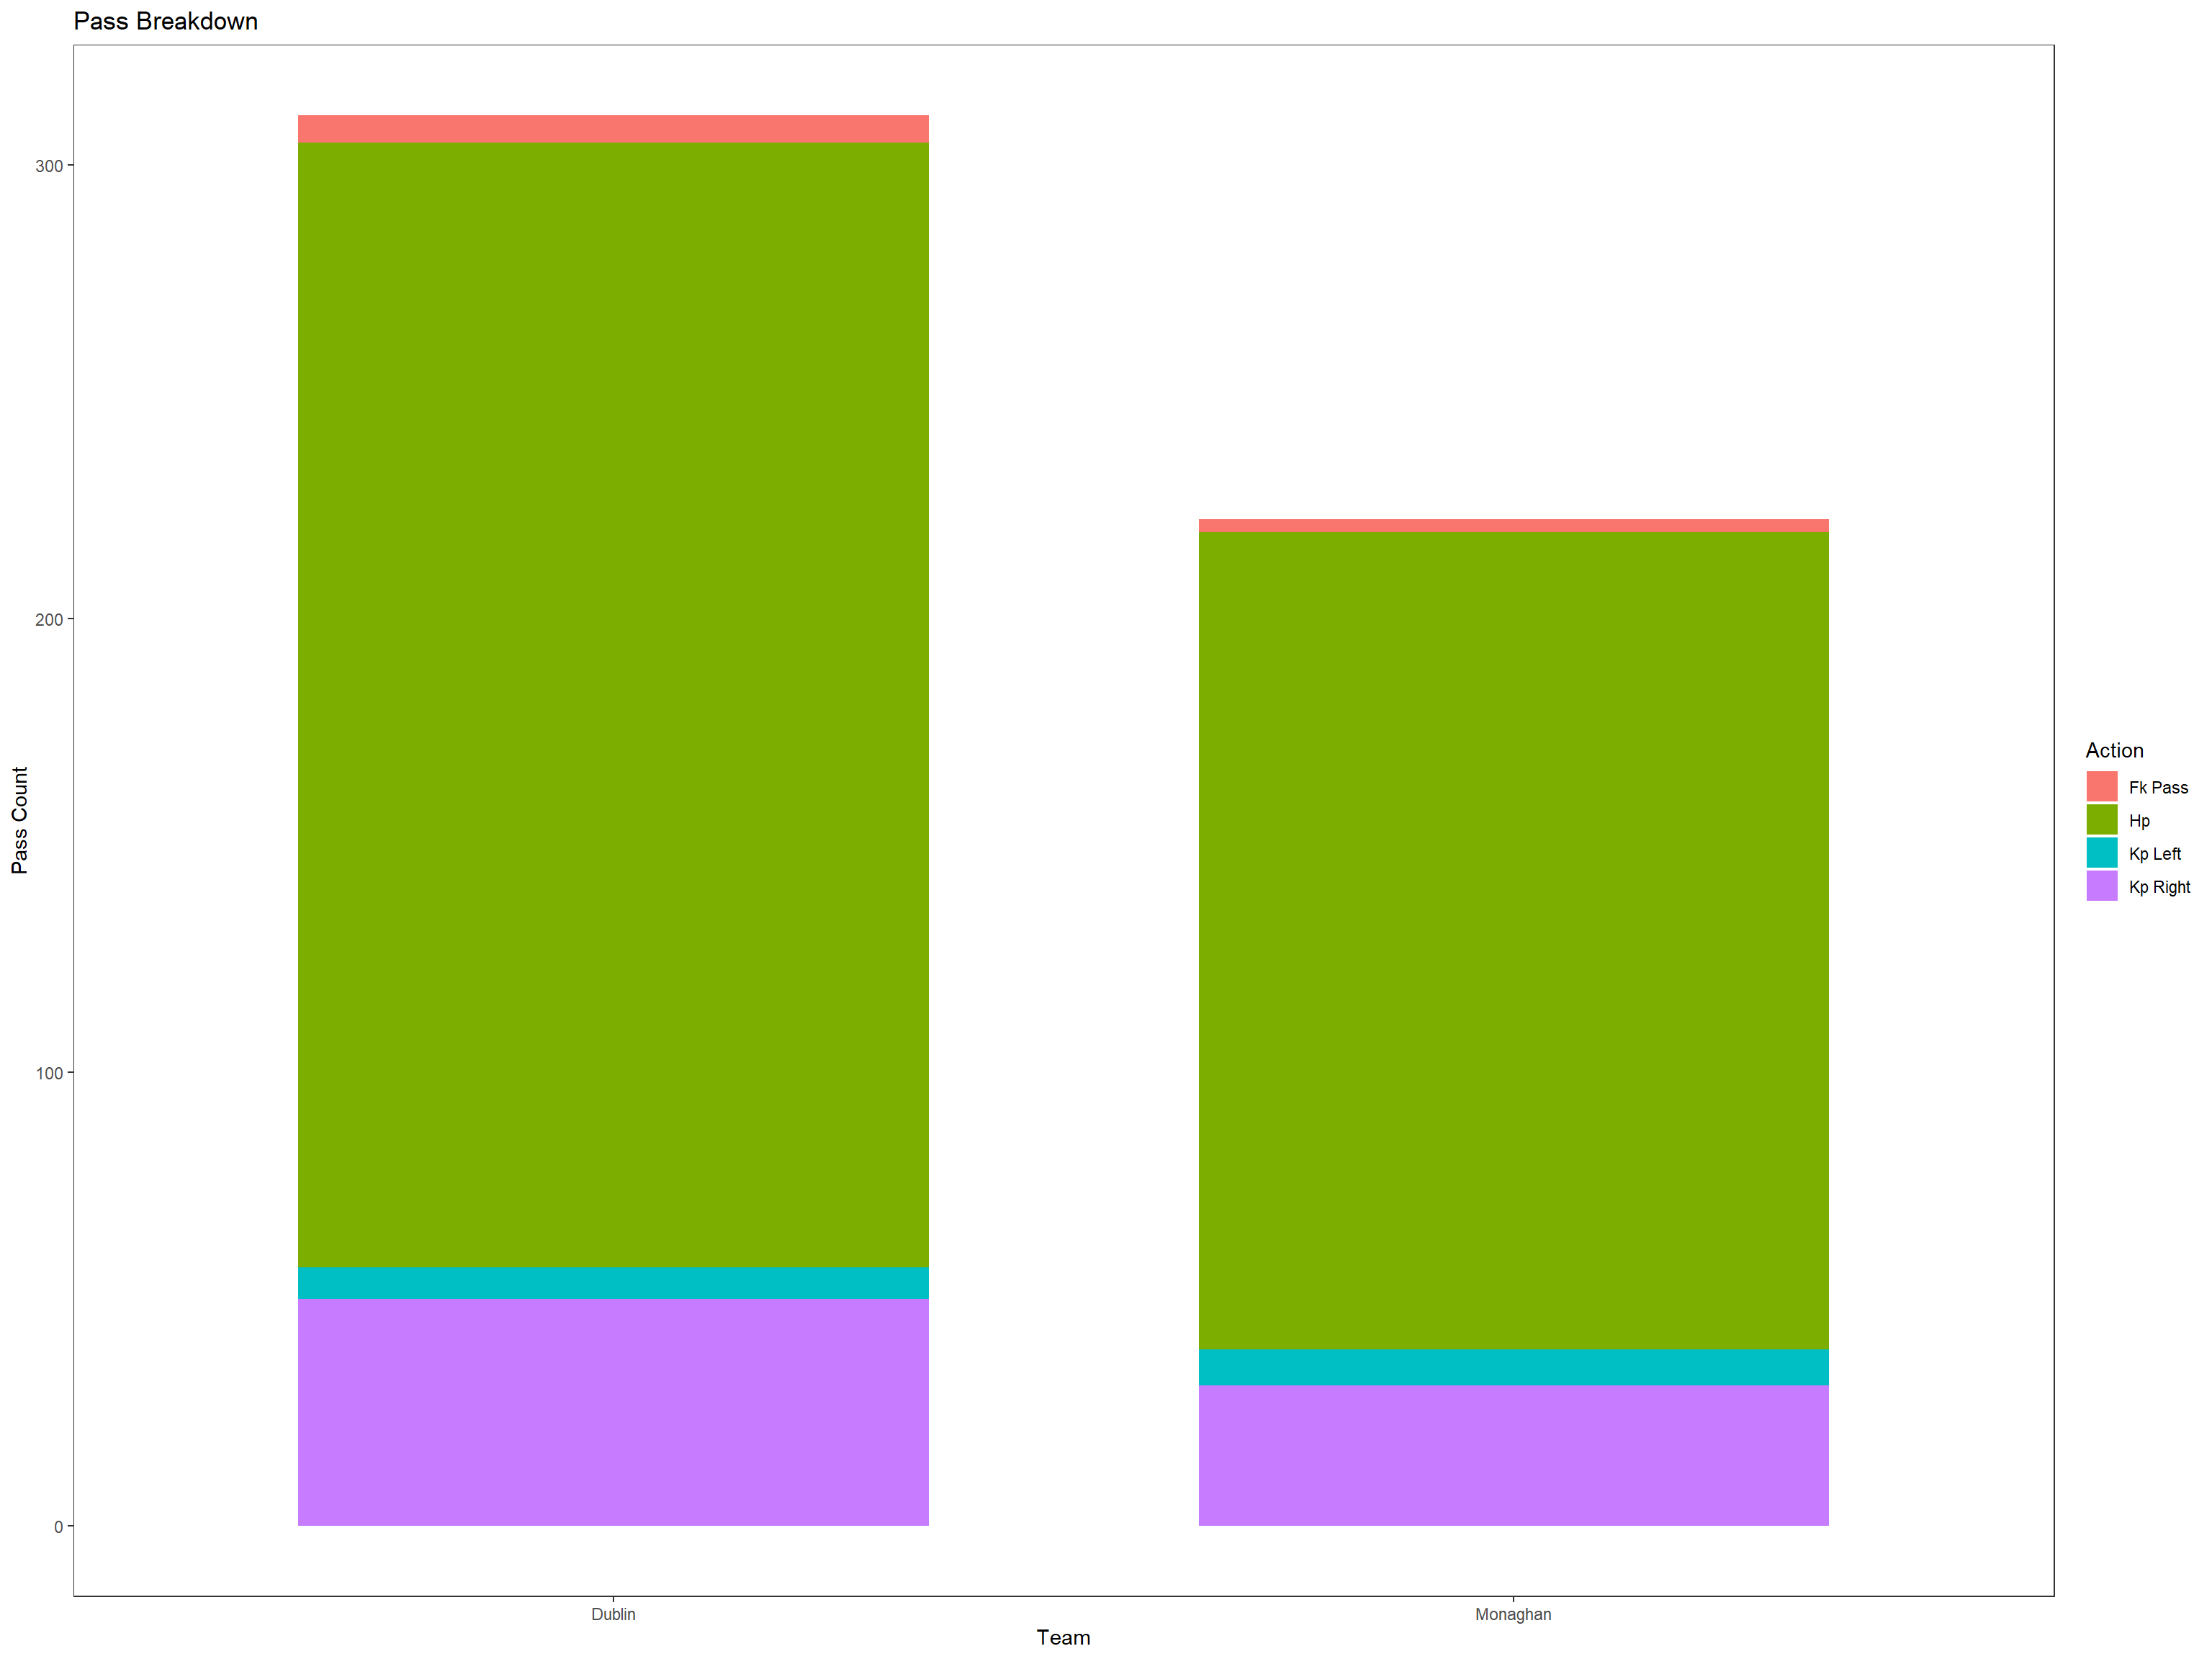 Pass Breakdown
Pass Count
300
200
100
0
Dublin
Monaghan
Team
Action
Fk Pass
Hp
Kp Left
Kp Right